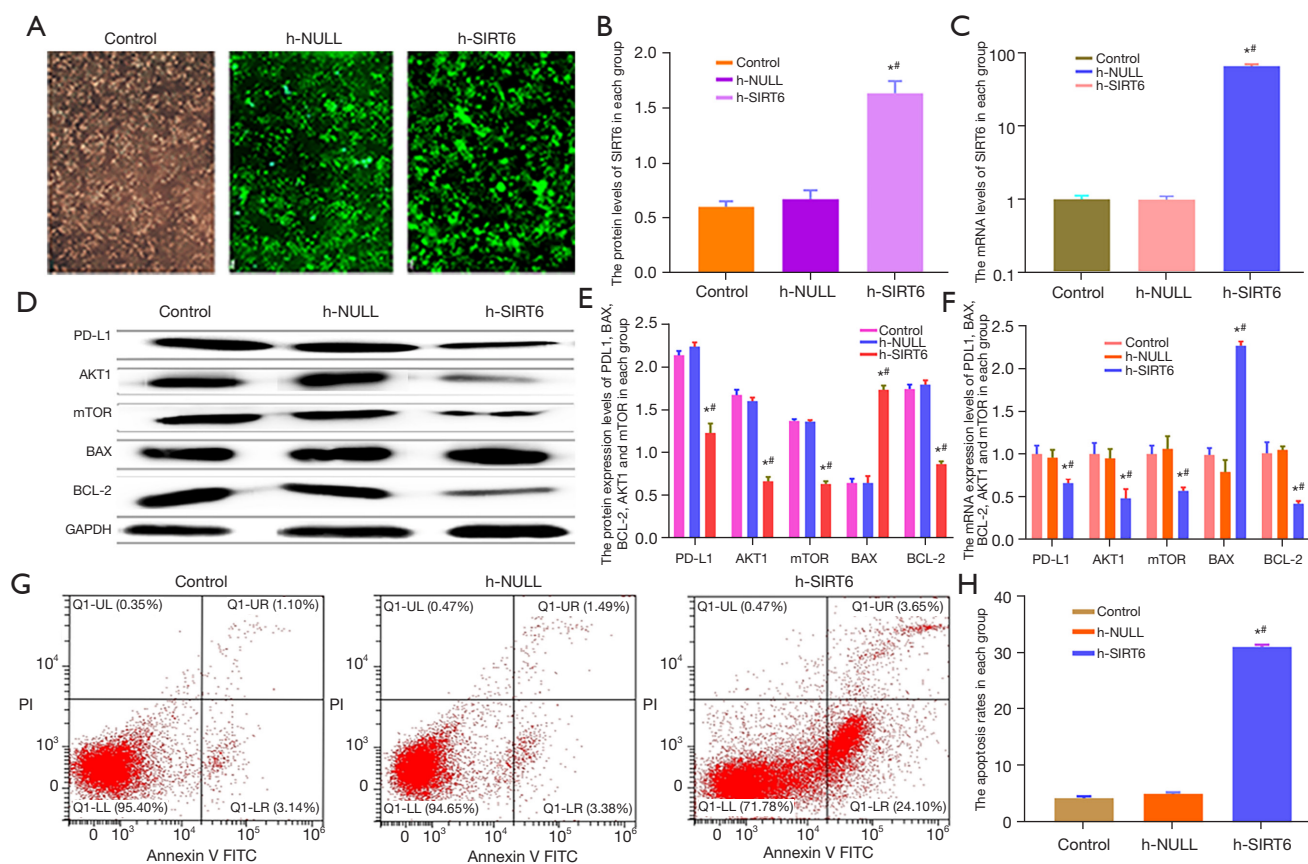 A
Control
h-NULL
h-SIRT6
B
The protein levels of SIRT6 in each group
2.0
1.5
1.0
0.5
0.0
Control
h-NULL
h-SIRT6
*#
Control
h-NULL
h-SIRT6
C
The mRNA levels of SIRT6 in each group
100
10
1
0.1
Control
h-NULL
h-SIRT6
*#
Control
h-NULL
h-SIRT6
D
Control
h-NULL
h-SIRT6
PD-L1
AKT1
mTOR
BAX
BCL-2
GAPDH
E
The protein expression levels of PDL1, BAX,
BCL-2, AKT1 and mTOR in each group
2.5
2.0
1.5
1.0
0.5
0.0
Control
h-NULL
h-SIRT6
*#
*#
*#
*#
*#
PD-L1
AKT1
mTOR
BAX
BCL-2
F
The mRNA expression levels of PDL1, BAX,
BCL-2, AKT1 and mTOR in each group
2.5
2.0
1.5
1.0
0.5
0.0
Control
h-NULL
h-SIRT6
*#
*#
*#
*#
*#
PD-L1
AKT1
mTOR
BAX
BCL-2
G
Control
Q1-UL (0.35%)
Q1-UR (1.10%)
Q1-LL (95.40%)
Q1-LR (3.14%)
PI
10⁴
10³
0
0
10³
10⁴
10⁵
10⁶
Annexin V FITC
h-NULL
Q1-UL (0.47%)
Q1-UR (1.49%)
Q1-LL (94.65%)
Q1-LR (3.38%)
PI
10⁴
10³
0
0
10³
10⁴
10⁵
10⁶
Annexin V FITC
h-SIRT6
Q1-UL (0.47%)
Q1-UR (3.65%)
Q1-LL (71.78%)
Q1-LR (24.10%)
PI
10⁴
10³
0
0
10³
10⁴
10⁵
10⁶
Annexin V FITC
H
The apoptosis rates in each group
40
30
20
10
0
Control
h-NULL
h-SIRT6
*#
Control
h-NULL
h-SIRT6